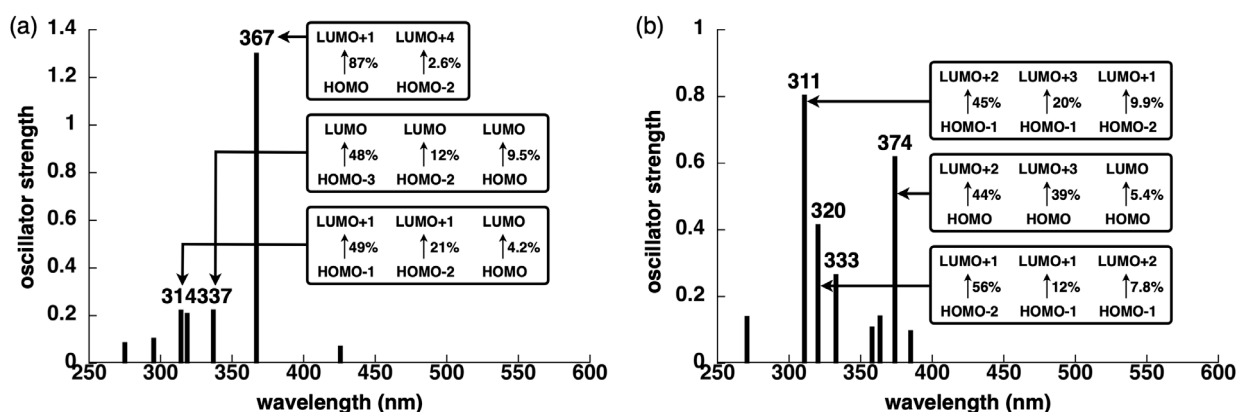 (a)
1.4
1.2
1
0.8
0.6
0.4
0.2
0
oscillator strength
250 300 350 400 450 500 550 600
wavelength (nm)
367
314 337
LUMO+1 LUMO+4
↑87% ↑2.6%
HOMO HOMO-2
LUMO LUMO LUMO
↑48% ↑12% ↑9.5%
HOMO-3 HOMO-2 HOMO
LUMO+1 LUMO+1 LUMO
↑49% ↑21% ↑4.2%
HOMO-1 HOMO-2 HOMO
(b)
1
0.8
0.6
0.4
0.2
0
oscillator strength
250 300 350 400 450 500 550 600
wavelength (nm)
311
374
320
333
LUMO+2 LUMO+3 LUMO+1
↑45% ↑20% ↑9.9%
HOMO-1 HOMO-1 HOMO-2
LUMO+2 LUMO+3 LUMO
↑44% ↑39% ↑5.4%
HOMO HOMO HOMO
LUMO+1 LUMO+1 LUMO+2
↑56% ↑12% ↑7.8%
HOMO-2 HOMO-1 HOMO-1